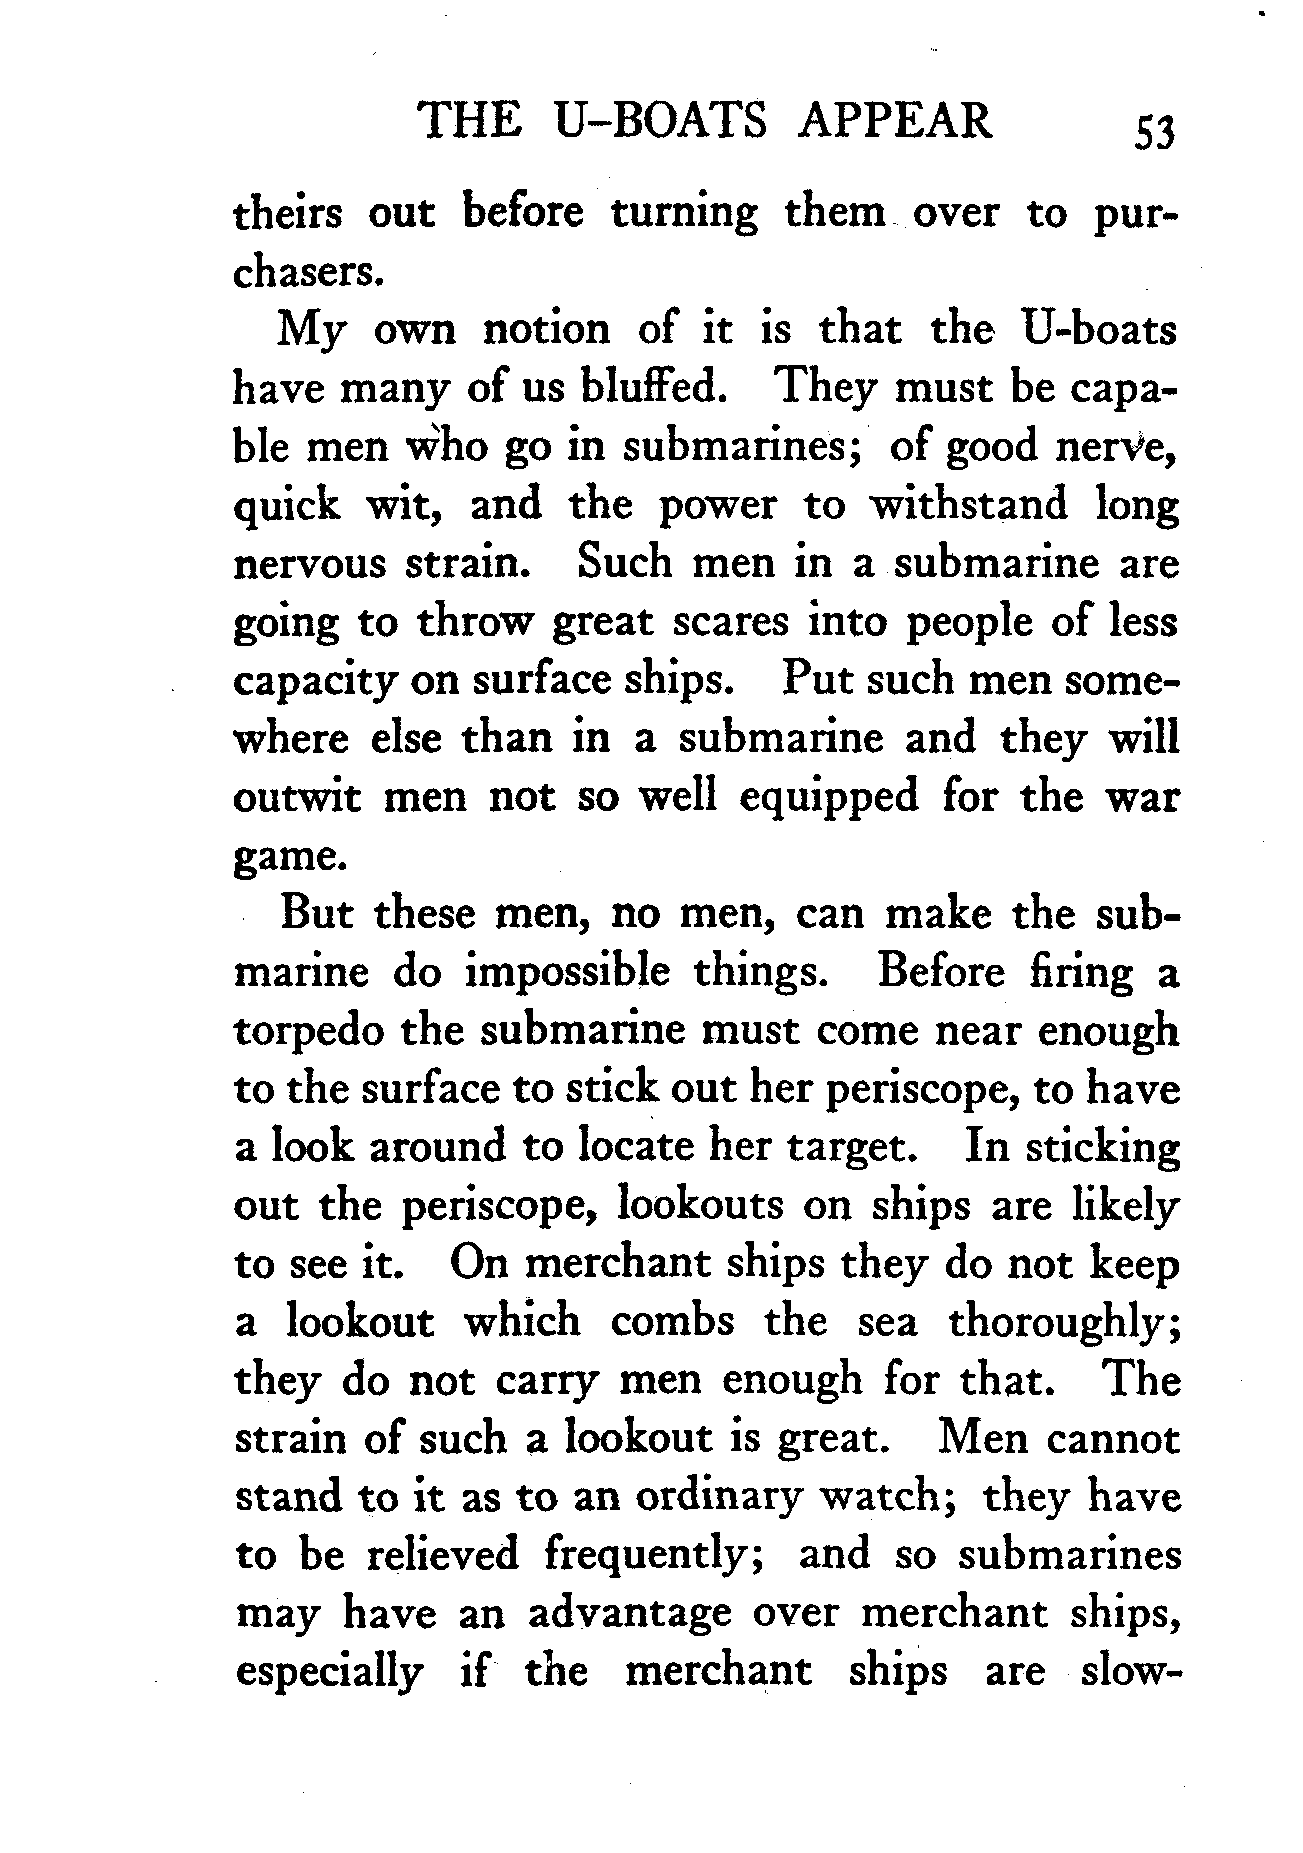 THE U-BOATS APPEAR 53
theirs out before turning them over to pur-
chasers.
My own notion of it is that the U-boats
have many of us bluffed. They must be capa-
ble men who go in submarines; of good nerve,
quick wit, and the power to withstand long
nervous strain. Such men in a submarine are
going to throw great scares into people of less
capacity on surface ships. Put such men some-
where else than in a submarine and they will
outwit men not so well equipped for the war
game.
But these men, no men, can make the sub-
marine do impossible things. Before firing a
torpedo the submarine must come near enough
to the surface to stick out her periscope, to have
a look around to locate her target. In sticking
out the periscope, lookouts on ships are likely
to see it. On merchant ships they do not keep
a lookout which combs the sea thoroughly;
they do not carry men enough for that. The
strain of such a lookout is great. Men cannot
stand to it as to an ordinary watch; they have
to be relieved frequently; and so submarines
may have an advantage over merchant ships,
especially if the merchant ships are slow-